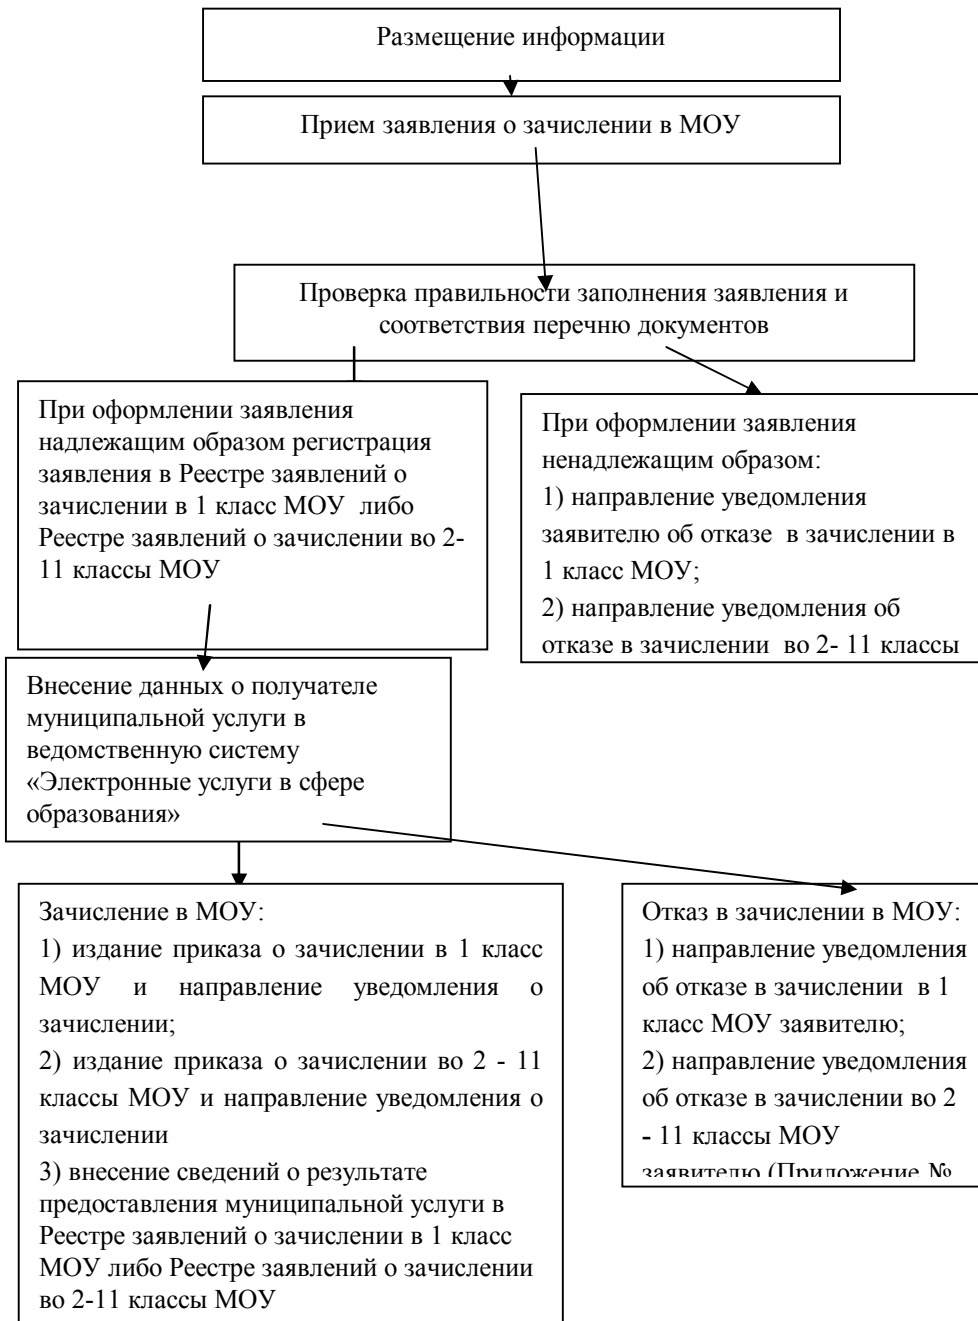 Размещение информации
Прием заявления о зачислении в МОУ
Проверка правильности заполнения заявления и
соответствия перечню документов
При оформлении заявления
надлежащим образом регистрация
заявления в Реестре заявлений о
зачислении в 1 класс МОУ  либо
Реестре заявлений о зачислении во 2-
11 классы МОУ
При оформлении заявления
ненадлежащим образом:
1) направление уведомления
заявителю об отказе  в зачислении в
1 класс МОУ;
2) направление уведомления об
отказе в зачислении  во 2- 11 классы
Внесение данных о получателе
муниципальной услуги в
ведомственную систему
«Электронные услуги в сфере
образования»
Зачисление в МОУ:
1) издание приказа о зачислении в 1 класс
МОУ и направление уведомления о
зачислении;
2) издание приказа о зачислении во 2 - 11
классы МОУ и направление уведомления о
зачислении
3) внесение сведений о результате
предоставления муниципальной услуги в
Реестре заявлений о зачислении в 1 класс
МОУ либо Реестре заявлений о зачислении
во 2-11 классы МОУ
Отказ в зачислении в МОУ:
1) направление уведомления
об отказе в зачислении  в 1
класс МОУ заявителю;
2) направление уведомления
об отказе в зачислении во 2
- 11 классы МОУ
заявителю (Приложение №